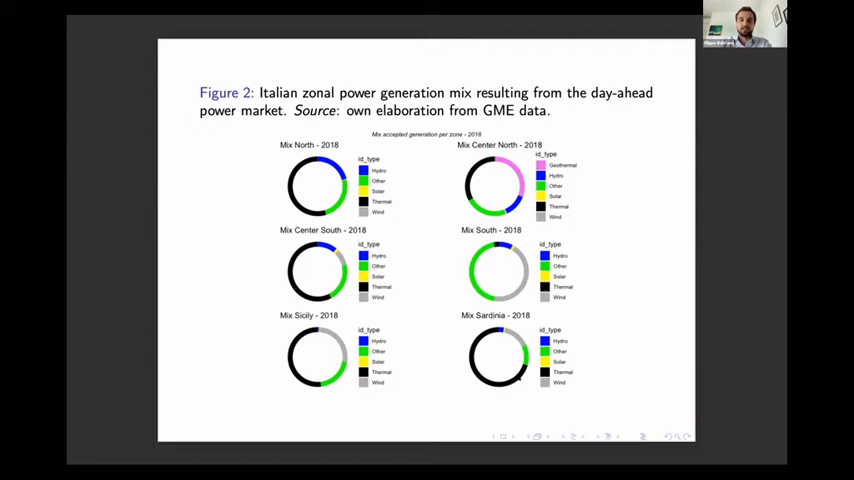 Figure 2: Italian zonal power generation mix resulting from the day-ahead
power market. Source: own elaboration from GME data.
Mix accepted generation per zone - 2018
Mix North - 2018
id_type
Hydro
Other
Solar
Thermal
Wind
Mix Center North - 2018
id_type
Geothermal
Hydro
Other
Solar
Thermal
Wind
Mix Center South - 2018
id_type
Hydro
Other
Solar
Thermal
Wind
Mix South - 2018
id_type
Hydro
Other
Solar
Thermal
Wind
Mix Sicily - 2018
id_type
Hydro
Other
Solar
Thermal
Wind
Mix Sardinia - 2018
id_type
Hydro
Other
Solar
Thermal
Wind